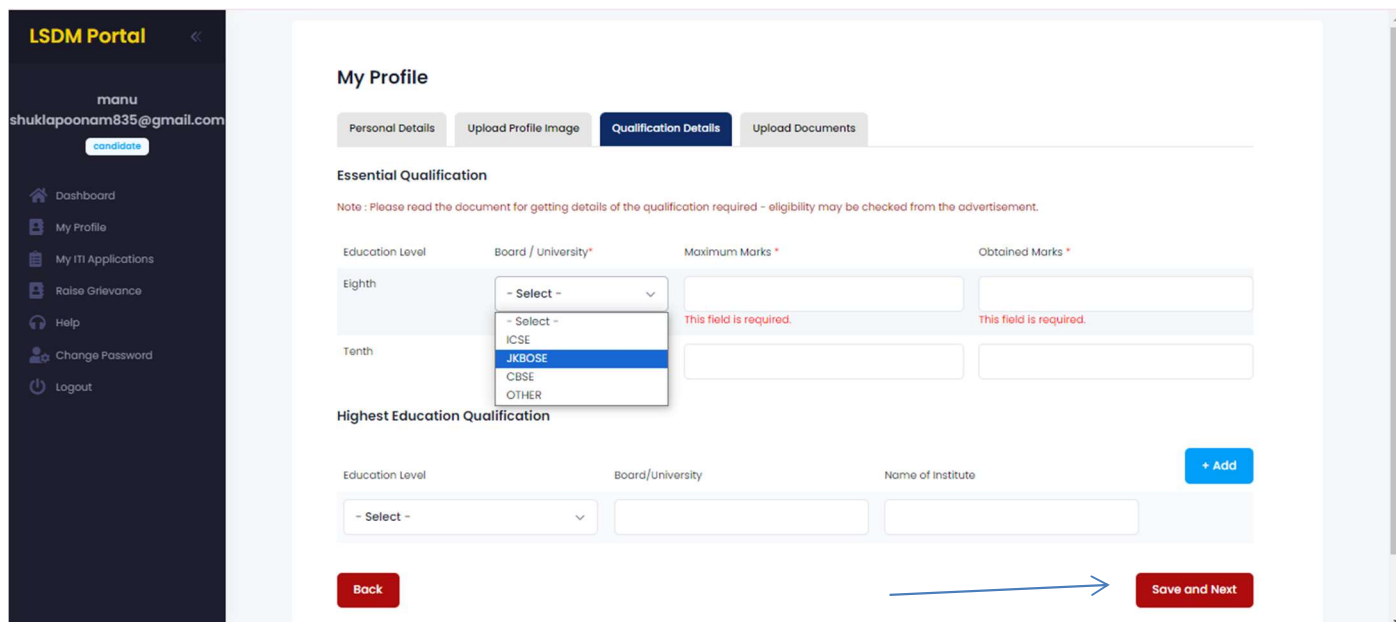 LSDM Portal
manu
shuklapoonam835@gmail.com
candidate
Dashboard
My Profile
My ITI Applications
Raise Grievance
Help
Change Password
Logout
My Profile
Personal Details Upload Profile Image Qualification Details Upload Documents
Essential Qualification
Note : Please read the document for getting details of the qualification required - eligibility may be checked from the advertisement.
Education Level Board / University* Maximum Marks * Obtained Marks *
Eighth - Select -
This field is required. This field is required.
- Select -
ICSE
JKBOSE
CBSE
OTHER
Tenth
Highest Education Qualification
+ Add
Education Level Board/University Name of Institute
- Select -
Back Save and Next